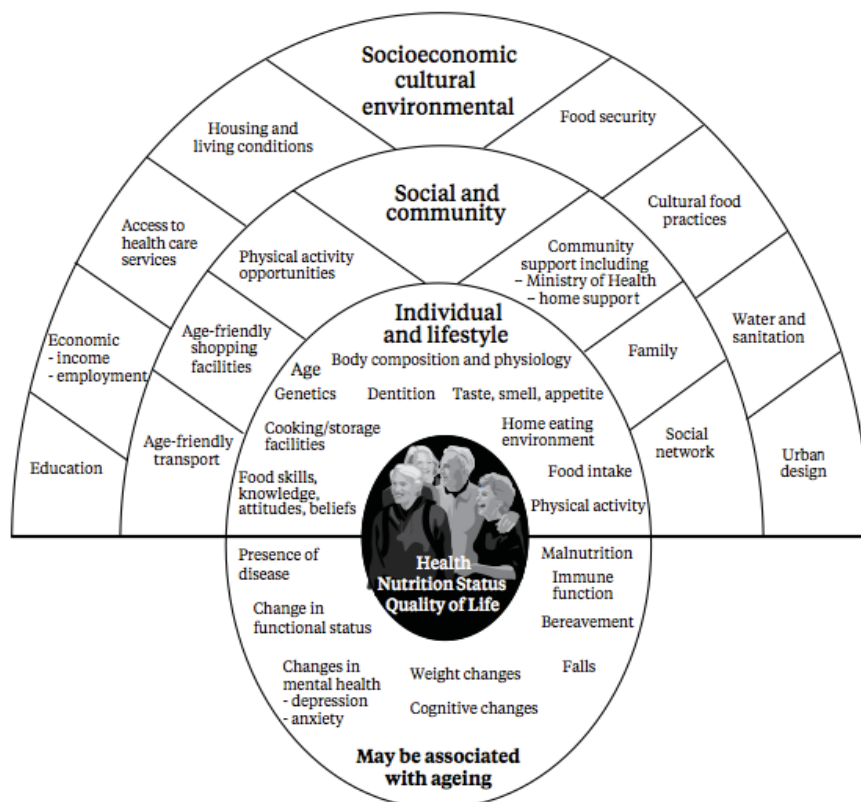 Socioeconomic
cultural
environmental
Housing and
living conditions
Access to
health care
services
Economic
- income
- employment
Education
Food security
Cultural food
practices
Water and
sanitation
Urban
design
Social and
community
Physical activity
opportunities
Age-friendly
shopping
facilities
Age-friendly
transport
Community
support including
– Ministry of Health
– home support
Family
Social
network
Individual
and lifestyle
Age
Body composition and physiology
Genetics
Dentition
Taste, smell, appetite
Cooking/storage
facilities
Home eating
environment
Food skills,
knowledge,
attitudes, beliefs
Food intake
Physical activity
Health
Nutrition Status
Quality of Life
Presence of
disease
Change in
functional status
Changes in
mental health
- depression
- anxiety
Weight changes
Cognitive changes
Malnutrition
Immune
function
Bereavement
Falls
May be associated
with ageing